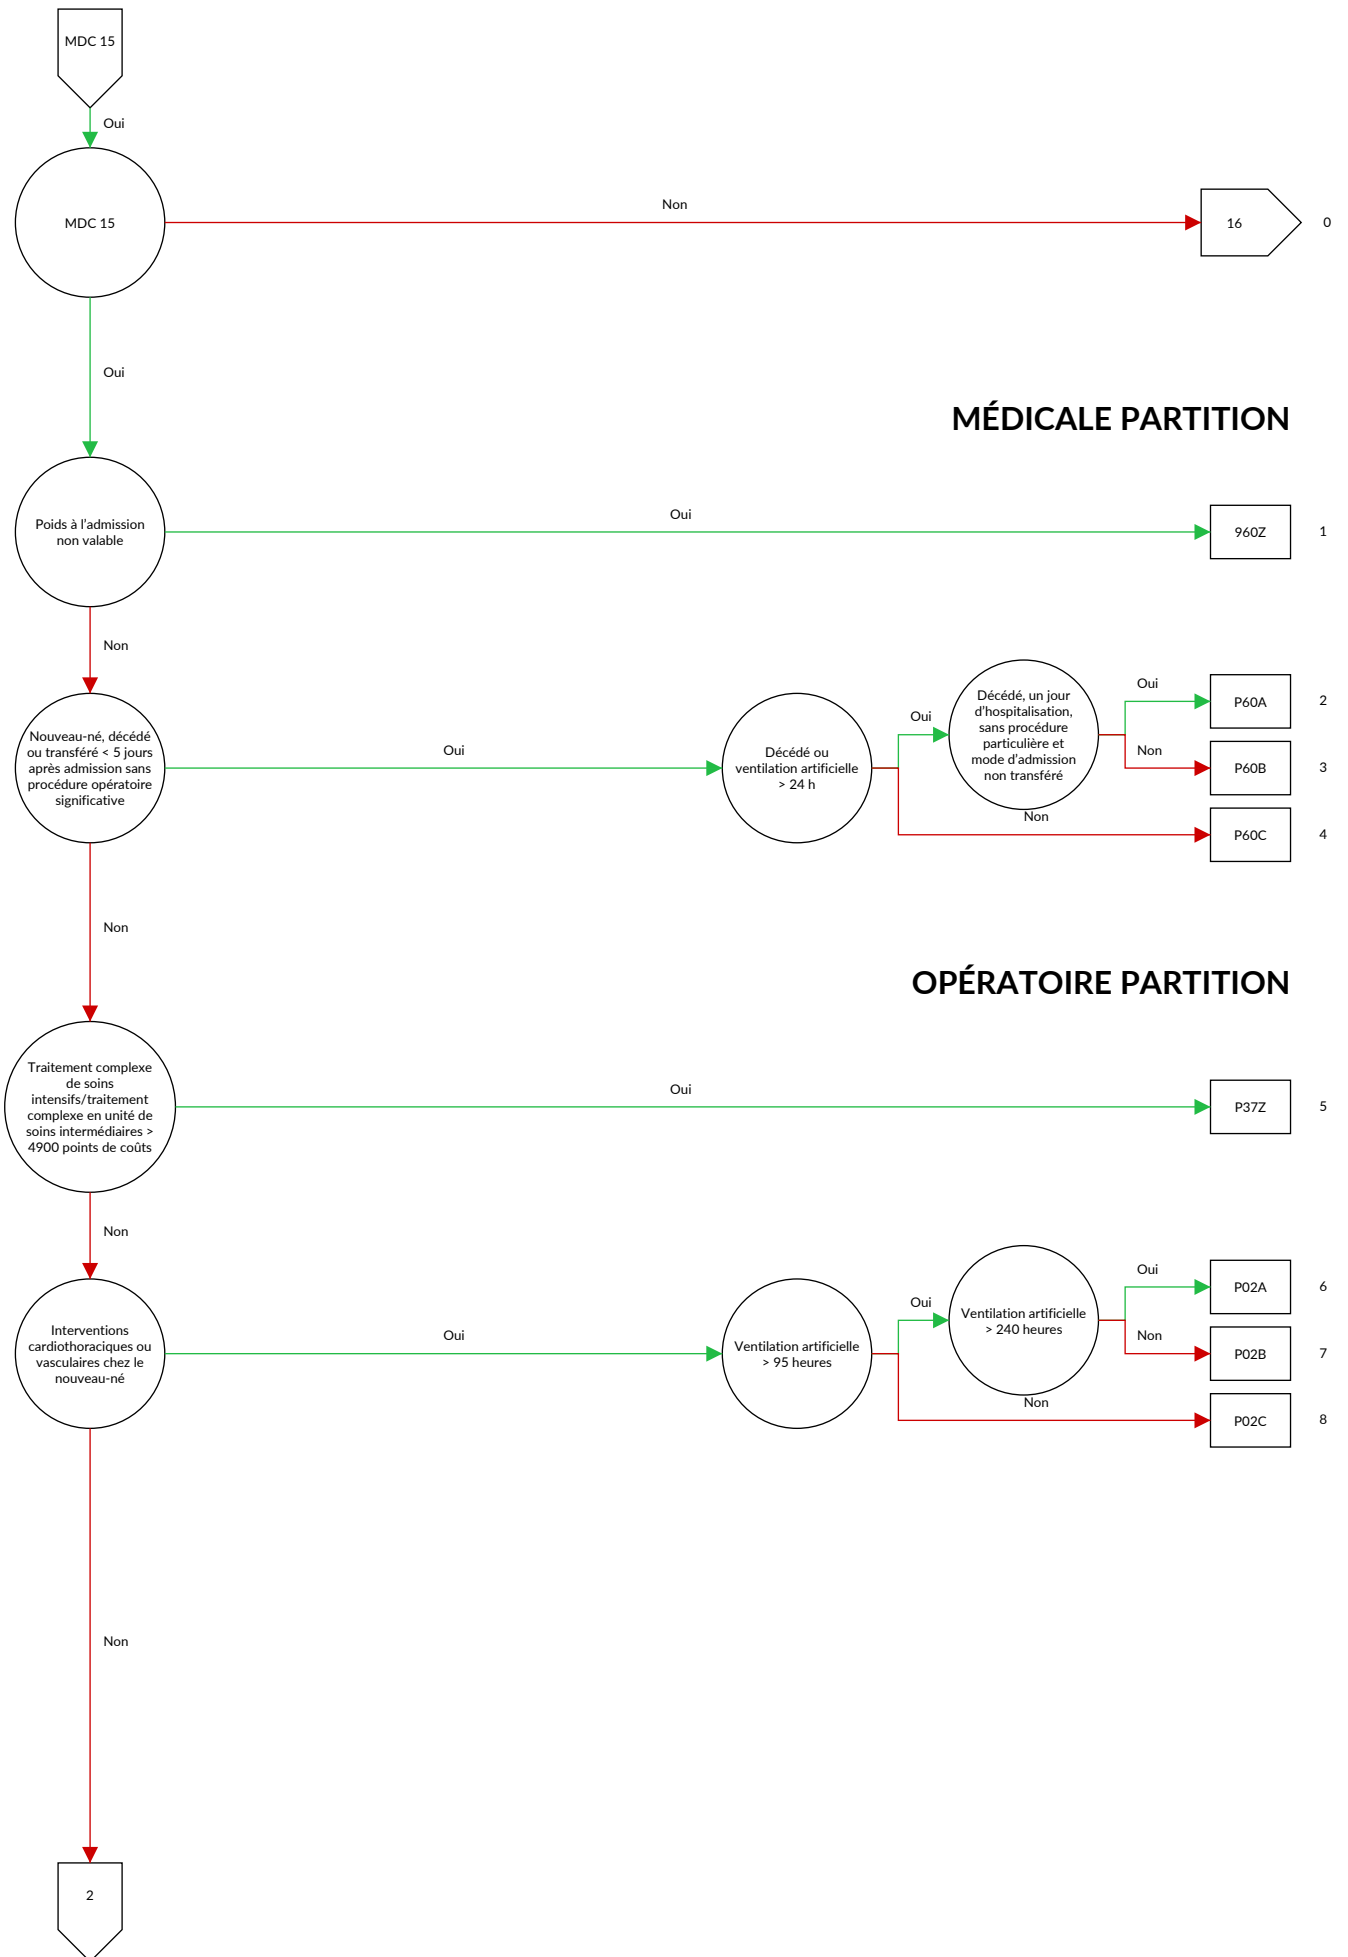 MDC 15
Oui
MDC 15
Non
16
0
Oui
MÉDICALE PARTITION
Poids à l'admission
non valable
Oui
960Z
1
Non
Nouveau-né, décédé
ou transféré < 5 jours
après admission sans
procédure opératoire
significative
Oui
Décédé ou
ventilation artificielle
> 24 h
Oui
Décédé, un jour
d'hospitalisation,
sans procédure
particulière et
mode d'admission
non transféré
Oui
P60A
2
Non
P60B
3
Non
P60C
4
Non
OPÉRATOIRE PARTITION
Traitement complexe
de soins
intensifs/traitement
complexe en unité de
soins intermédiaires >
4900 points de coûts
Oui
P37Z
5
Non
Interventions
cardiothoraciques ou
vasculaires chez le
nouveau-né
Oui
Ventilation artificielle
> 95 heures
Oui
Ventilation artificielle
> 240 heures
Oui
P02A
6
Non
P02B
7
Non
P02C
8
Non
2